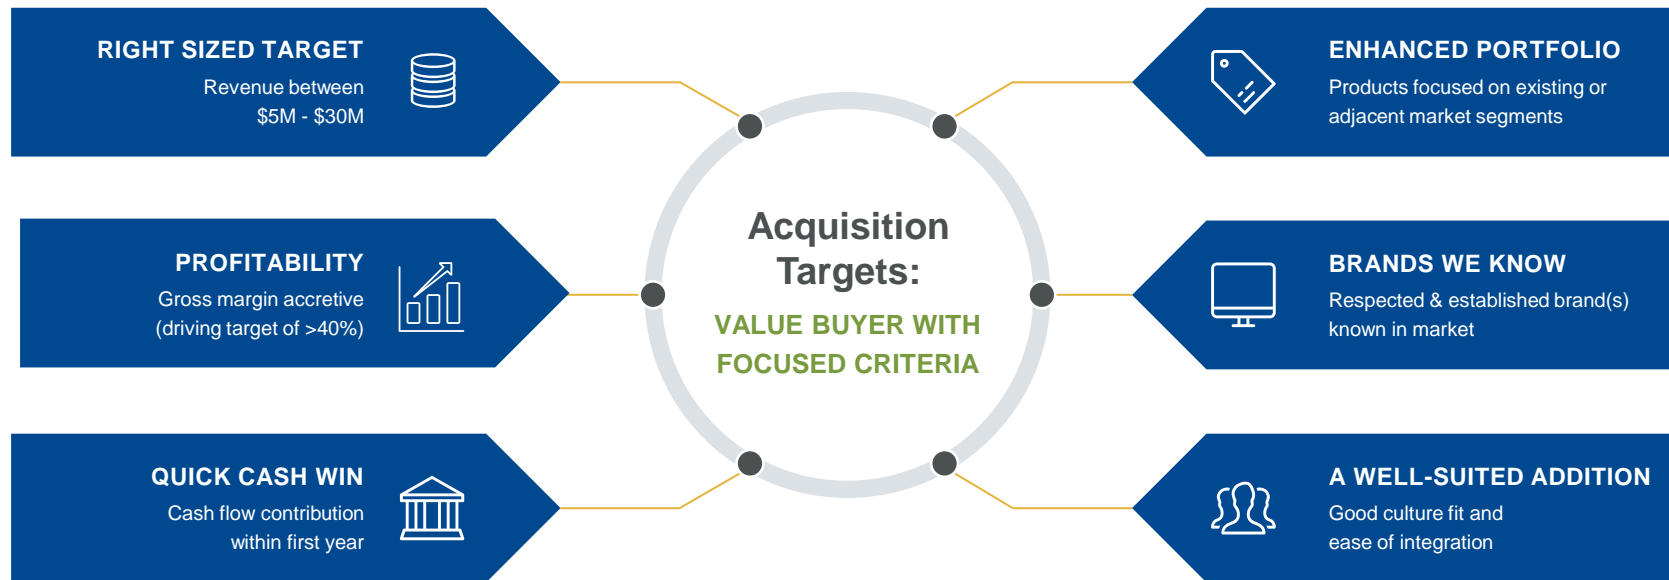 RIGHT SIZED TARGET
Revenue between
$5M - $30M
PROFITABILITY
Gross margin accretive
(driving target of >40%)
QUICK CASH WIN
Cash flow contribution
within first year
Acquisition
Targets:
VALUE BUYER WITH
FOCUSED CRITERIA
ENHANCED PORTFOLIO
Products focused on existing or
adjacent market segments
BRANDS WE KNOW
Respected & established brand(s)
known in market
A WELL-SUITED ADDITION
Good culture fit and
ease of integration